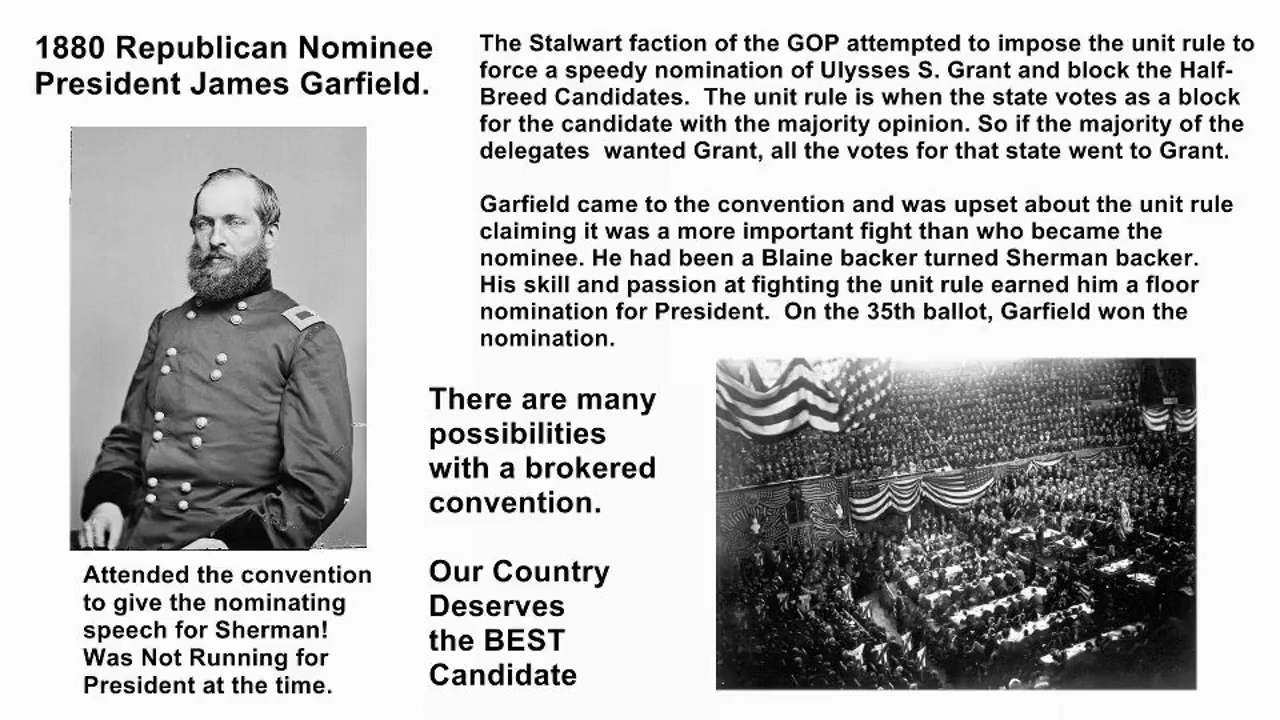 1880 Republican Nominee
President James Garfield.
The Stalwart faction of the GOP attempted to impose the unit rule to
force a speedy nomination of Ulysses S. Grant and block the Half-
Breed Candidates.  The unit rule is when the state votes as a block
for the candidate with the majority opinion. So if the majority of the
delegates  wanted Grant, all the votes for that state went to Grant.
Garfield came to the convention and was upset about the unit rule
claiming it was a more important fight than who became the
nominee. He had been a Blaine backer turned Sherman backer.
His skill and passion at fighting the unit rule earned him a floor
nomination for President.  On the 35th ballot, Garfield won the
nomination.
There are many
possibilities
with a brokered
convention.
Our Country
Deserves
the BEST
Candidate
Attended the convention
to give the nominating
speech for Sherman!
Was Not Running for
President at the time.